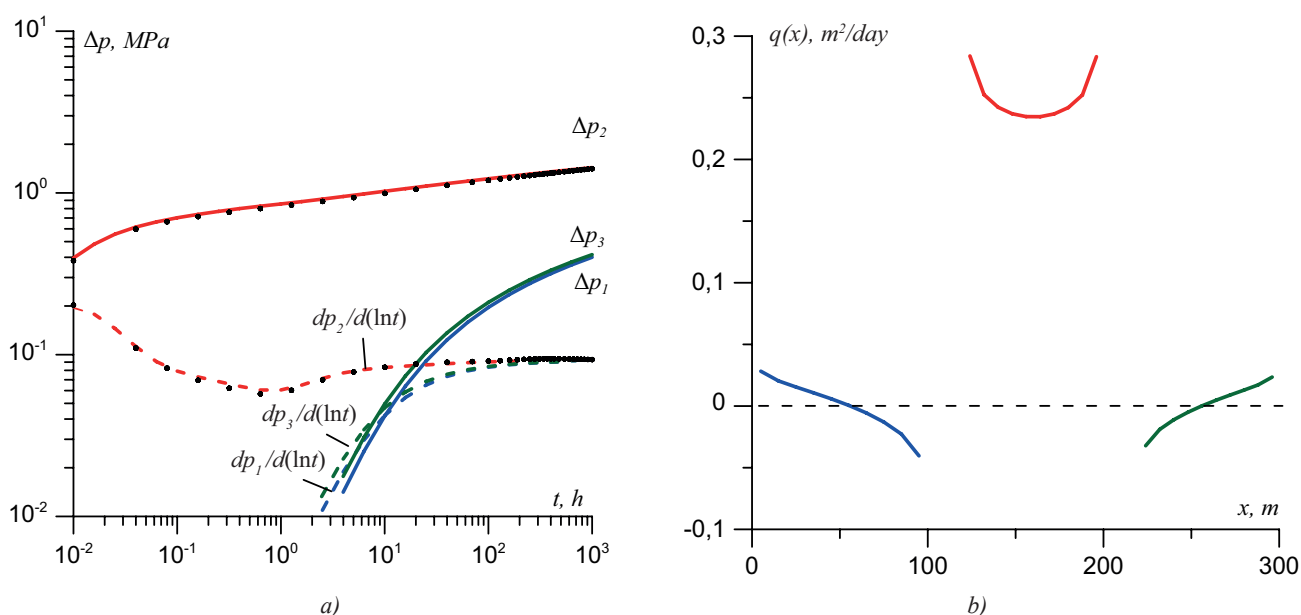 Δp, MPa
10^1
10^0
10^-1
10^-2
Δp_2
Δp_3
Δp_1
dp_2/d(lnt)
dp_3/d(lnt)
dp_1/d(lnt)
t, h
10^-2 10^-1 10^0 10^1 10^2 10^3
a)
q(x), m^2/day
0,3
0,2
0,1
0
-0,1
x, m
0 100 200 300
b)